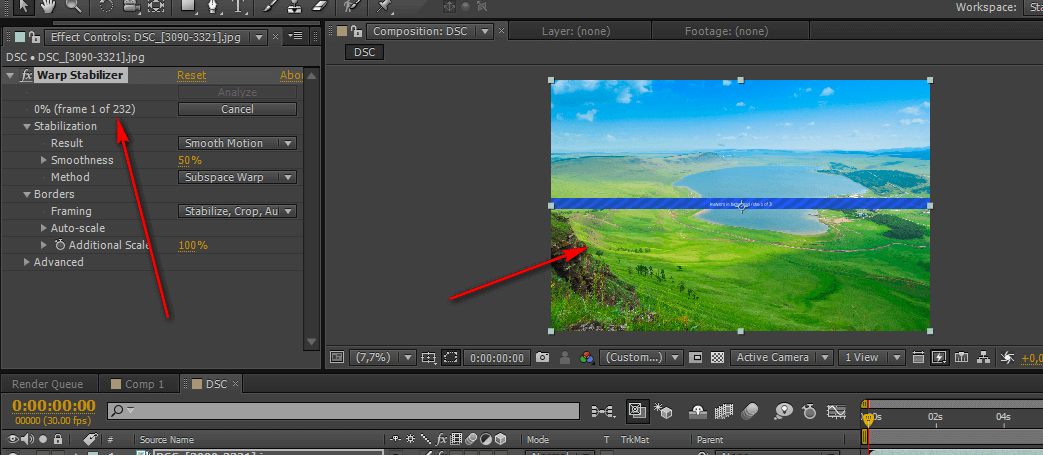 Workspace: Sta
Effect Controls: DSC_[3090-3321].jpg
Composition: DSC
Layer: (none)
Footage: (none)
DSC • DSC_[3090-3321].jpg
DSC
fx Warp Stabilizer Reset Abou
Analyze
0% (frame 1 of 232) Cancel
Stabilization
Result Smooth Motion
Smoothness 50%
Method Subspace Warp
Borders
Framing Stabilize, Crop, Au
Auto-scale
Additional Scale 100%
Advanced
(7,7%) 0:00:00:00 (Custom...) Active Camera 1 View +0,0
Render Queue Comp 1 DSC
0:00:00:00
00000 (30.00 fps)
00s 02s 04s
# Source Name Mode T TrkMat Parent